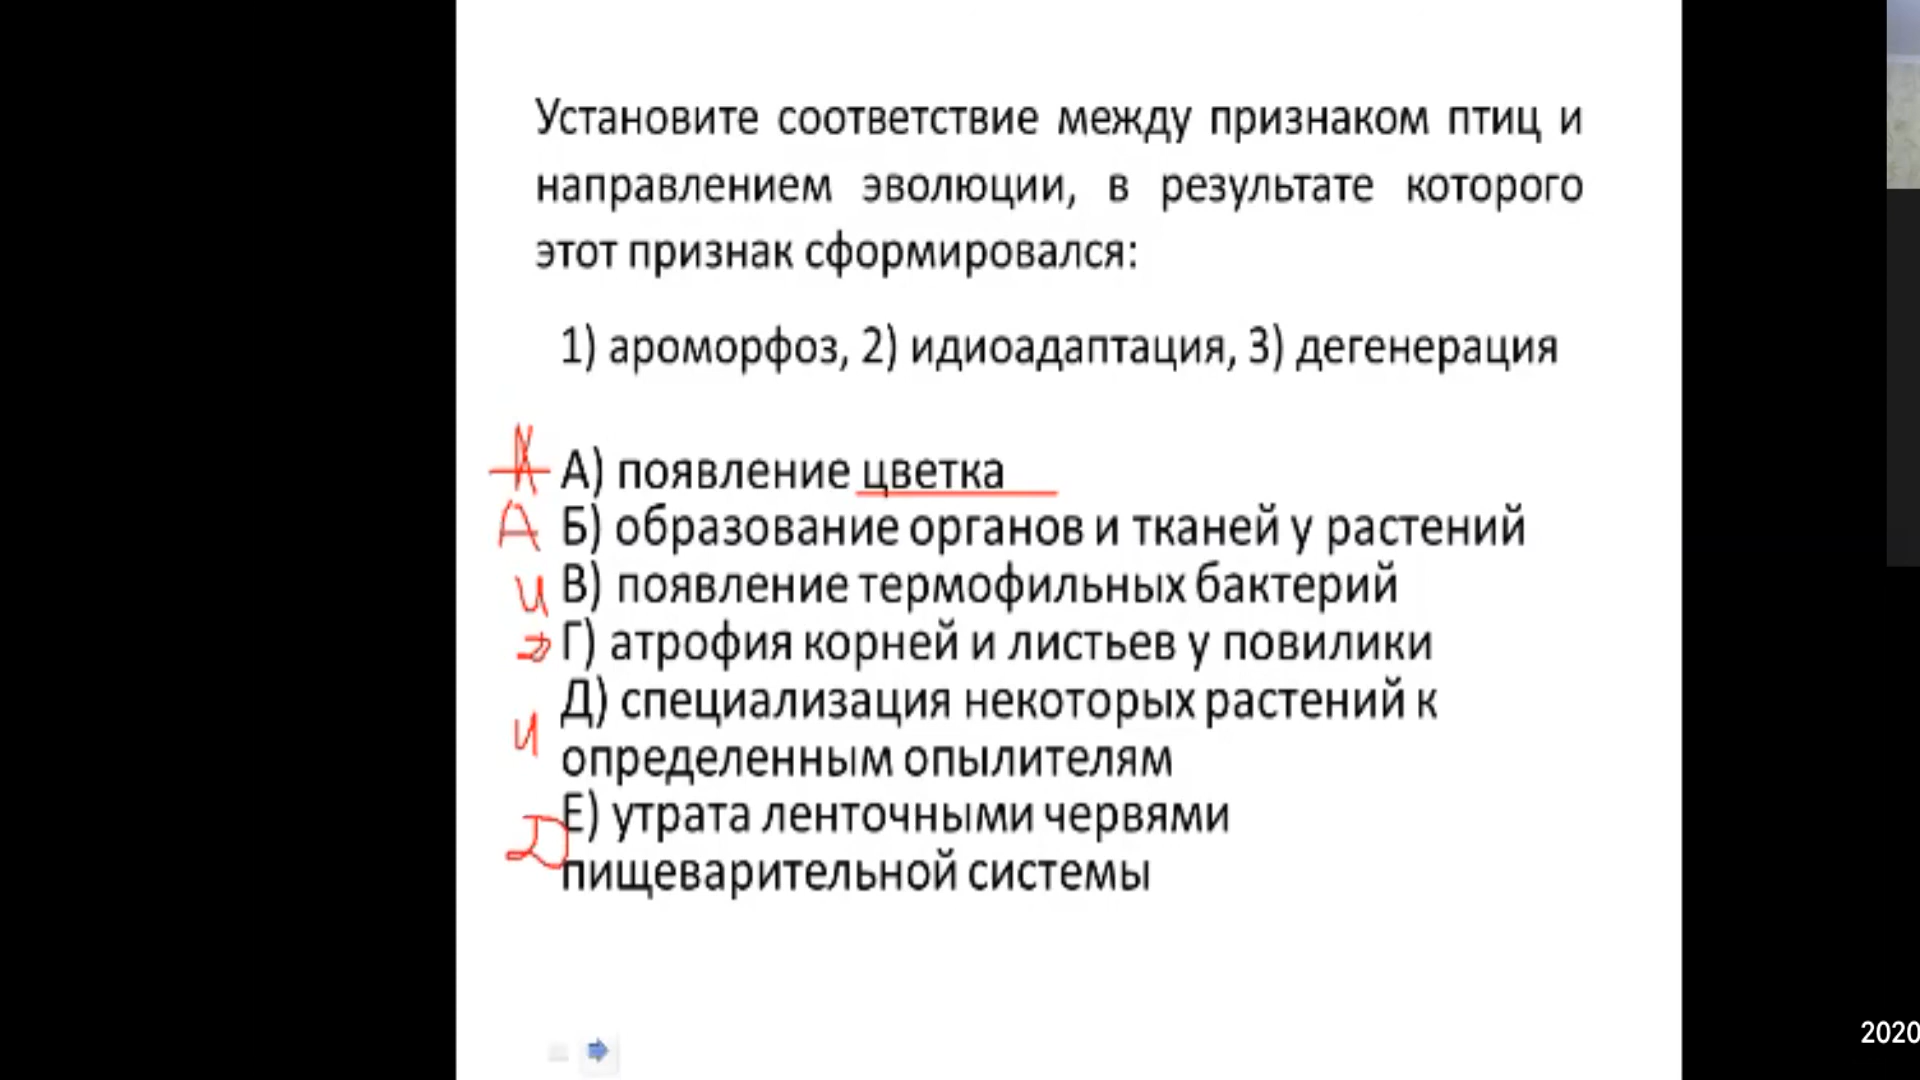 Установите соответствие между признаком птиц и
направлением эволюции, в результате которого
этот признак сформировался:
1) ароморфоз, 2) идиоадаптация, 3) дегенерация
А А) появление цветка
А Б) образование органов и тканей у растений
и В) появление термофильных бактерий
Д Г) атрофия корней и листьев у повилики
Д) специализация некоторых растений к
и определенным опылителям
Д Е) утрата ленточными червями
пищеварительной системы
2020